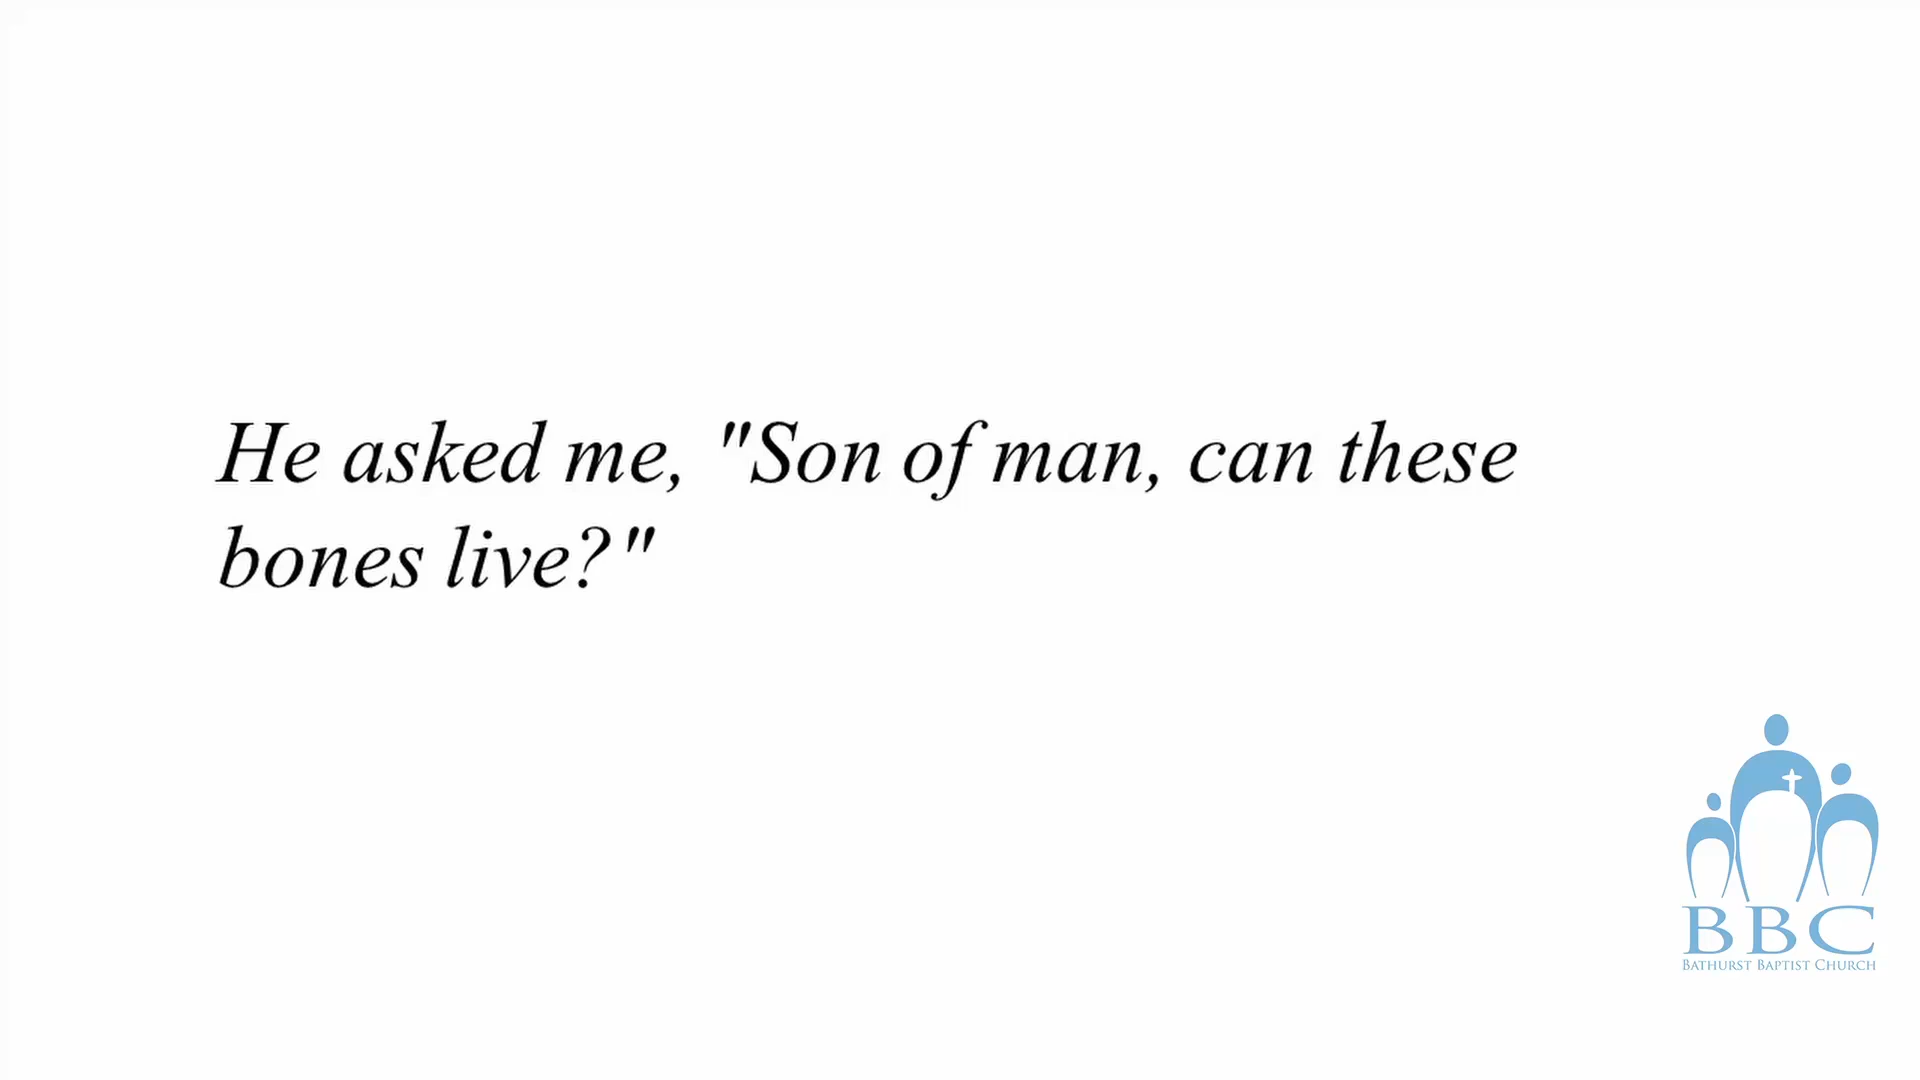 He asked me, "Son of man, can these
bones live?"
BBC
Bathurst Baptist Church